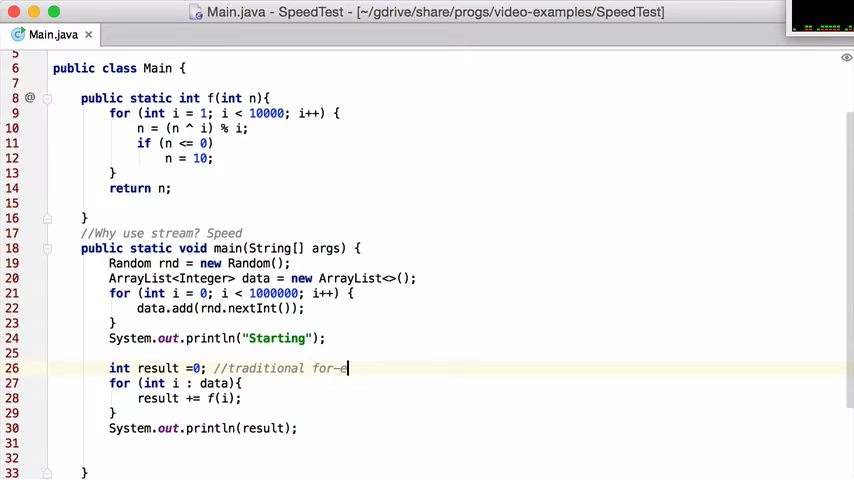 Main.java - SpeedTest - [~/gdrive/share/progs/video-examples/SpeedTest]
Main.java ×
5
6 public class Main {
7
8 @ public static int f(int n){
9 for (int i = 1; i < 10000; i++) {
10 n = (n ^ i) % i;
11 if (n <= 0)
12 n = 10;
13 }
14 return n;
15
16 }
17 //Why use stream? Speed
18 public static void main(String[] args) {
19 Random rnd = new Random();
20 ArrayList<Integer> data = new ArrayList<>();
21 for (int i = 0; i < 1000000; i++) {
22 data.add(rnd.nextInt());
23 }
24 System.out.println("Starting");
25
26 int result =0; //traditional for-e
27 for (int i : data){
28 result += f(i);
29 }
30 System.out.println(result);
31
32
33 }